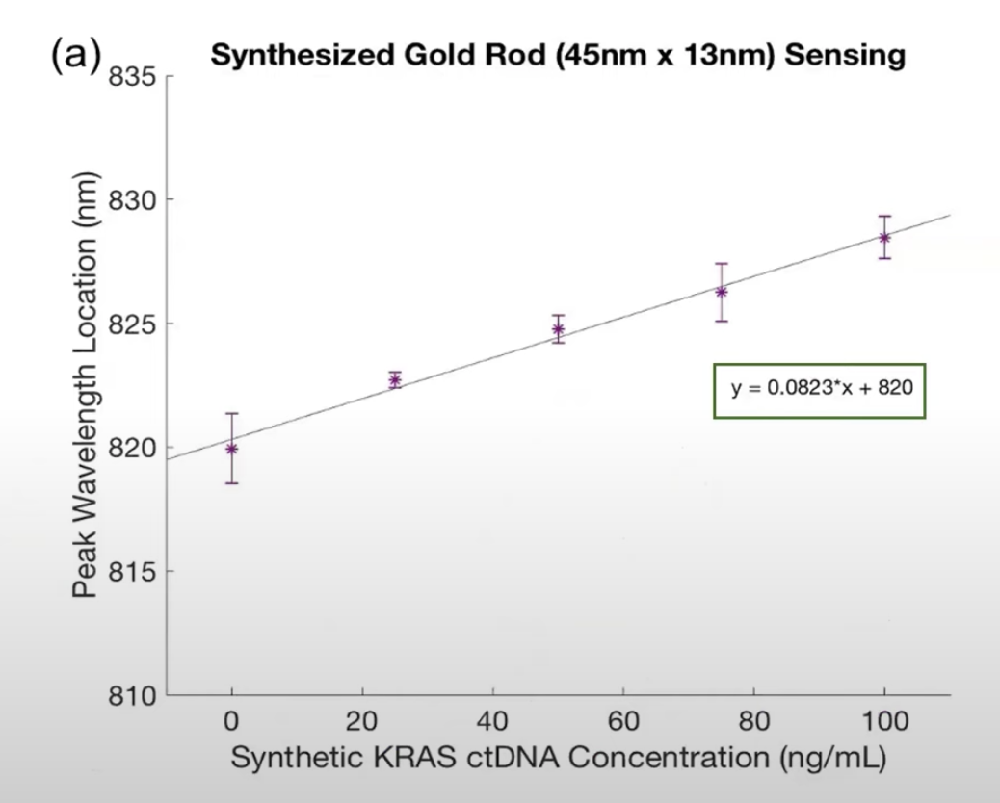 (a)
Synthesized Gold Rod (45nm x 13nm) Sensing
835
830
825
820
815
810
Peak Wavelength Location (nm)
y = 0.0823*x + 820
0 20 40 60 80 100
Synthetic KRAS ctDNA Concentration (ng/mL)